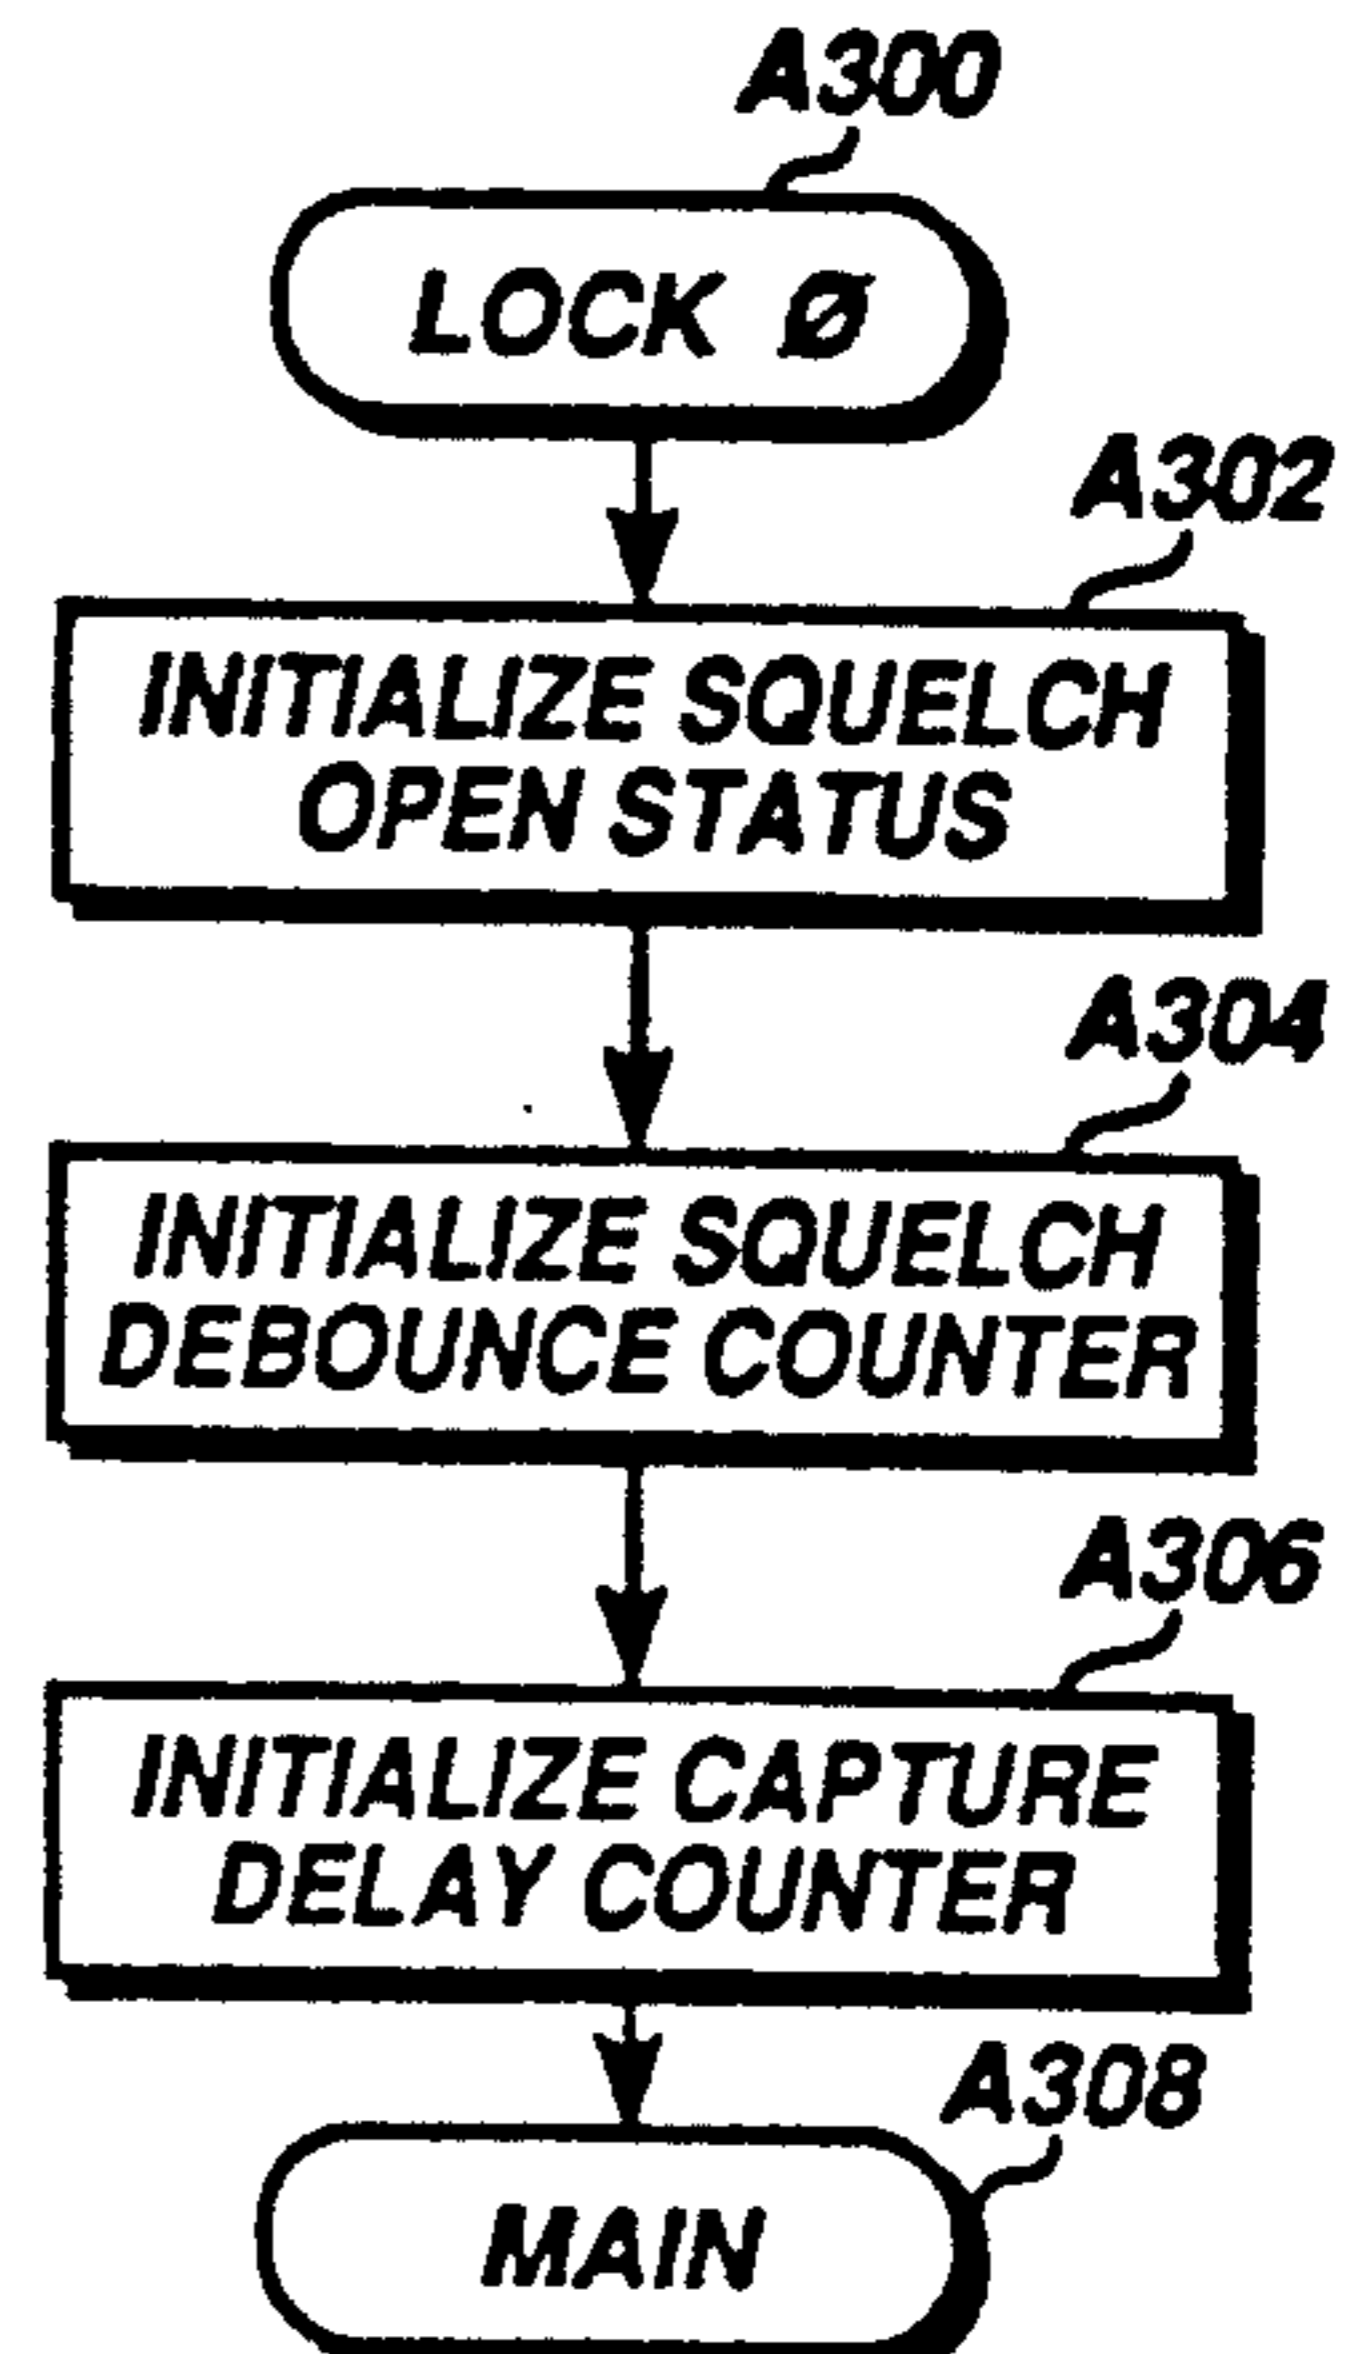 A300
LOCK Ø
A302
INITIALIZE SQUELCH
OPEN STATUS
A304
INITIALIZE SQUELCH
DEBOUNCE COUNTER
A306
INITIALIZE CAPTURE
DELAY COUNTER
A308
MAIN